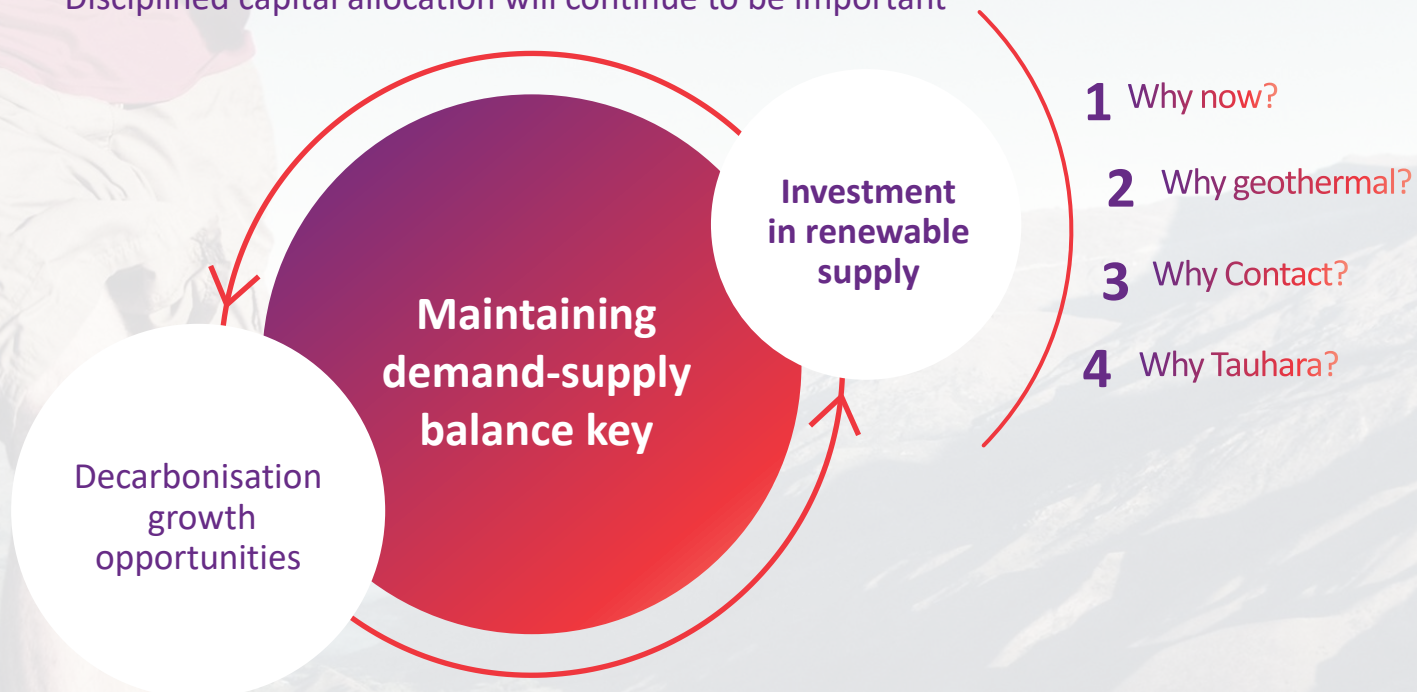 Disciplined capital allocation will continue to be important
Maintaining
demand-supply
balance key
Investment
in renewable
supply
Decarbonisation
growth
opportunities
1 Why now?
2 Why geothermal?
3 Why Contact?
4 Why Tauhara?